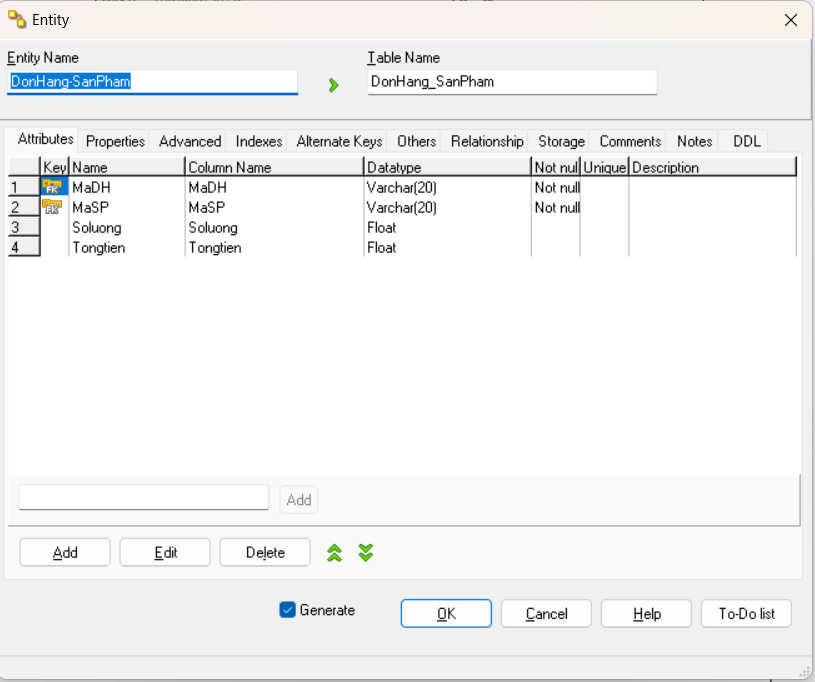 Entity
Entity Name
Table Name
DonHang-SanPham
DonHang_SanPham
Attributes Properties Advanced Indexes Alternate Keys Others Relationship Storage Comments Notes DDL
Key Name Column Name Datatype Not nul Unique Description
1 FK MaDH MaDH Varchar(20) Not null
2 FK MaSP MaSP Varchar(20) Not null
3 Soluong Soluong Float
4 Tongtien Tongtien Float
Add
Add Edit Delete
Generate OK Cancel Help To-Do list